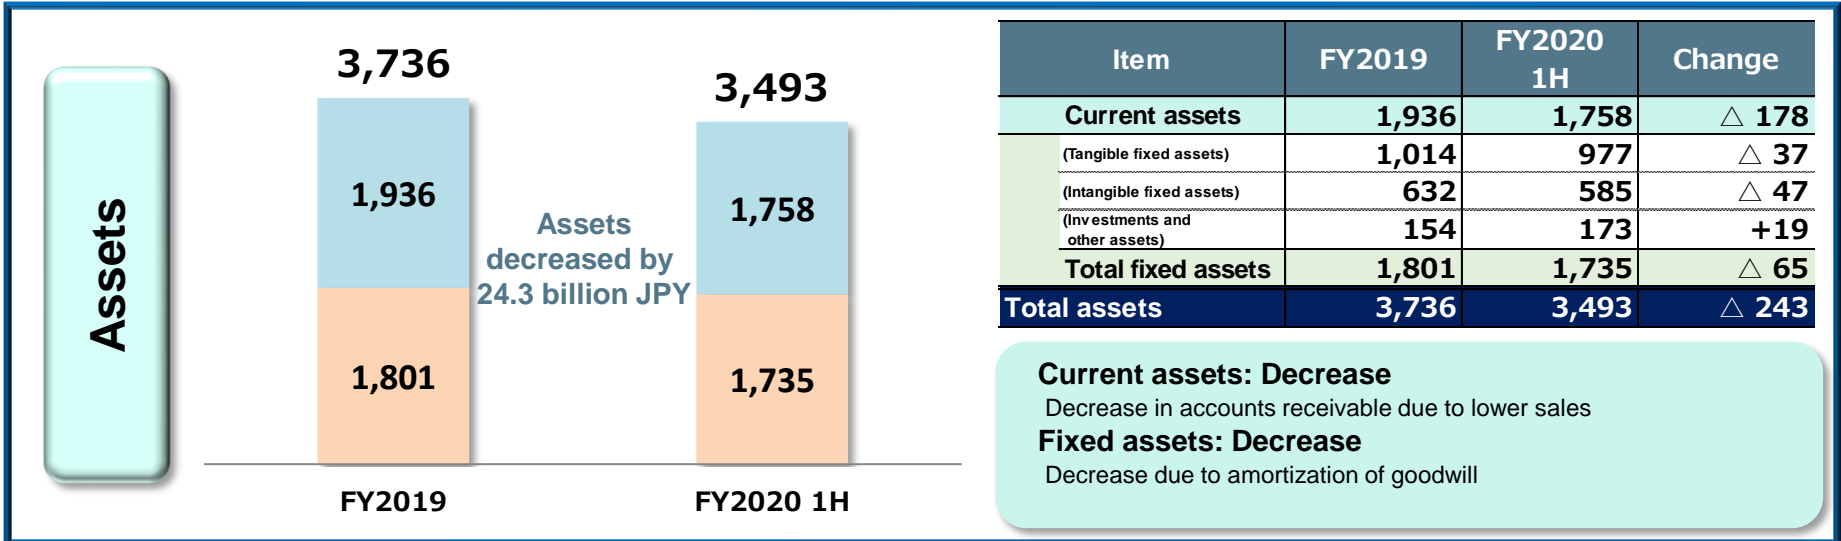 Assets
3,736
3,493
1,936
1,758
Assets
decreased by
24.3 billion JPY
1,801
1,735
FY2019
FY2020 1H
Item FY2019 FY2020 1H Change
Current assets 1,936 1,758 △ 178
(Tangible fixed assets) 1,014 977 △ 37
(Intangible fixed assets) 632 585 △ 47
(Investments and
other assets) 154 173 +19
Total fixed assets 1,801 1,735 △ 65
Total assets 3,736 3,493 △ 243
Current assets: Decrease
Decrease in accounts receivable due to lower sales
Fixed assets: Decrease
Decrease due to amortization of goodwill